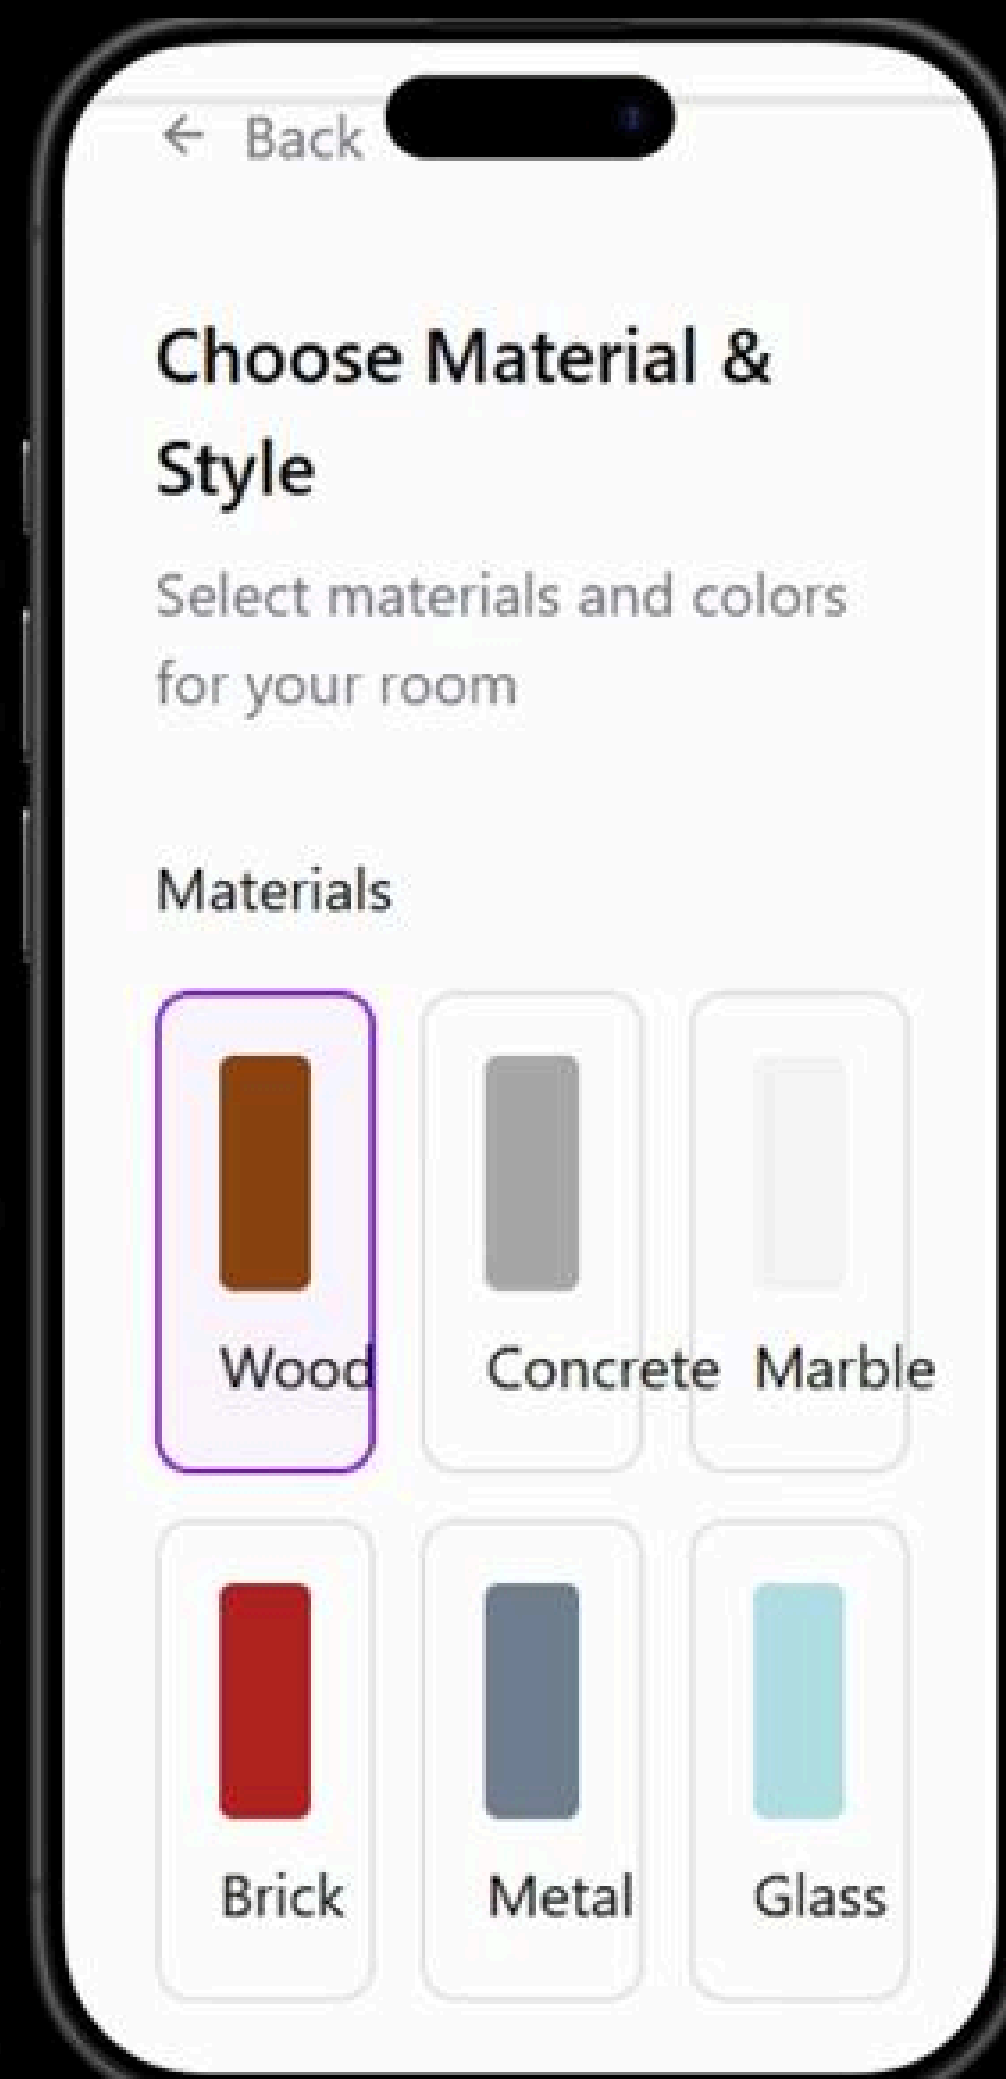 ← Back
Choose Material &
Style
Select materials and colors
for your room
Materials
Wood Concrete Marble
Brick Metal Glass